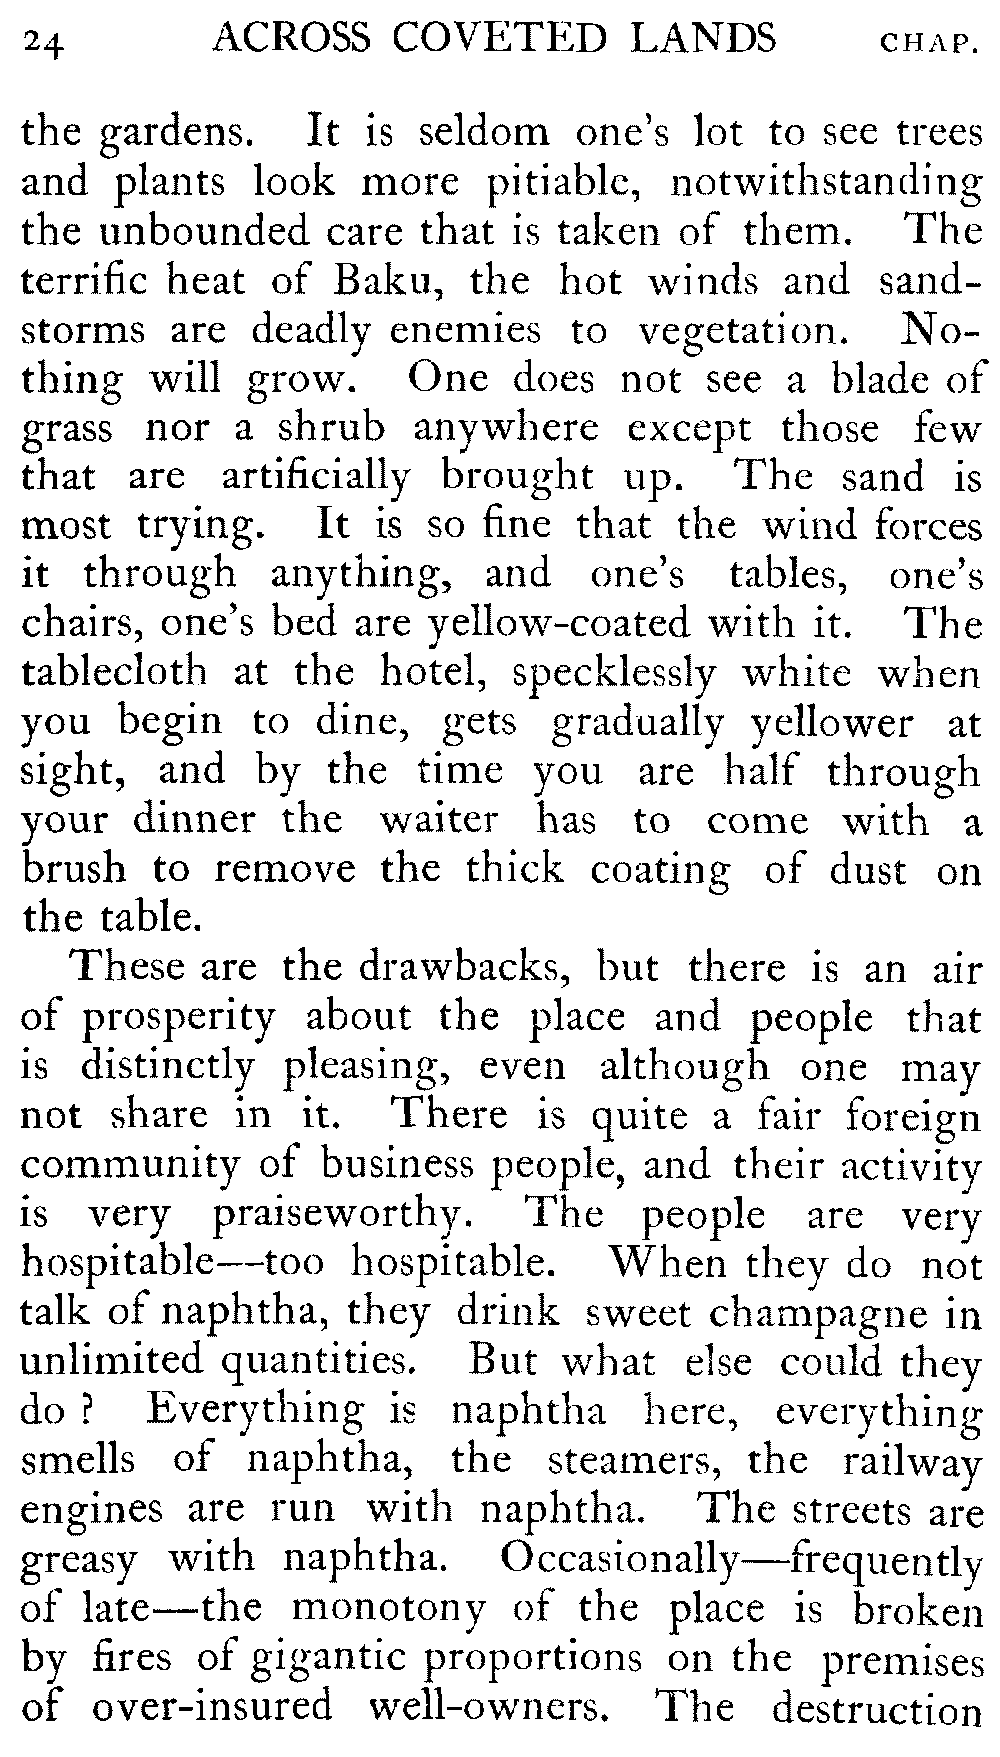 24 ACROSS COVETED LANDS CHAP.
the gardens. It is seldom one's lot to see trees
and plants look more pitiable, notwithstanding
the unbounded care that is taken of them. The
terrific heat of Baku, the hot winds and sand-
storms are deadly enemies to vegetation. No-
thing will grow. One does not see a blade of
grass nor a shrub anywhere except those few
that are artificially brought up. The sand is
most trying. It is so fine that the wind forces
it through anything, and one's tables, one's
chairs, one's bed are yellow-coated with it. The
tablecloth at the hotel, specklessly white when
you begin to dine, gets gradually yellower at
sight, and by the time you are half through
your dinner the waiter has to come with a
brush to remove the thick coating of dust on
the table.
These are the drawbacks, but there is an air
of prosperity about the place and people that
is distinctly pleasing, even although one may
not share in it. There is quite a fair foreign
community of business people, and their activity
is very praiseworthy. The people are very
hospitable—too hospitable. When they do not
talk of naphtha, they drink sweet champagne in
unlimited quantities. But what else could they
do ? Everything is naphtha here, everything
smells of naphtha, the steamers, the railway
engines are run with naphtha. The streets are
greasy with naphtha. Occasionally—frequently
of late—the monotony of the place is broken
by fires of gigantic proportions on the premises
of over-insured well-owners. The destruction